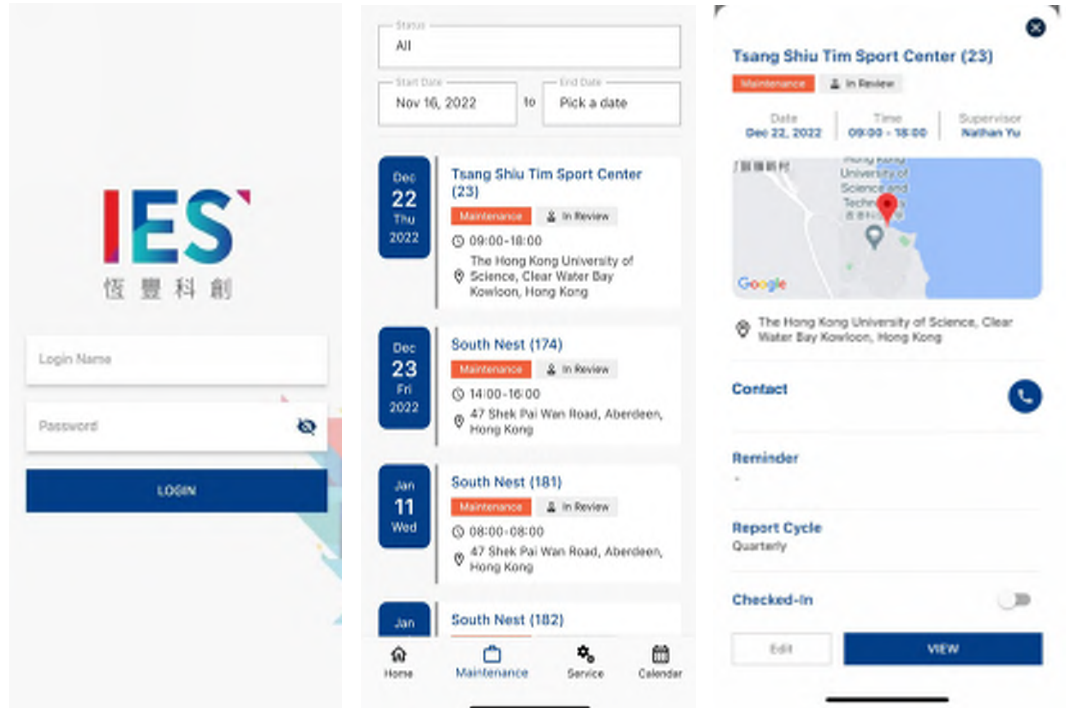 IES
恆豐科創
Login Name
Password
LOGIN
Status
All
Start Date
Nov 16, 2022
to
End Date
Pick a date
Dec
22
Thu
2022
Tsang Shiu Tim Sport Center
(23)
Maintenance
In Review
09:00-18:00
The Hong Kong University of
Science, Clear Water Bay
Kowloon, Hong Kong
Dec
23
Fri
2022
South Nest (174)
Maintenance
In Review
14:00-16:00
47 Shek Pai Wan Road, Aberdeen,
Hong Kong
Jan
11
Wed
South Nest (181)
Maintenance
In Review
08:00-08:00
47 Shek Pai Wan Road, Aberdeen,
Hong Kong
Jan
South Nest (182)
Home
Maintenance
Service
Calendar
Tsang Shiu Tim Sport Center (23)
Maintenance
In Review
Date
Dec 22, 2022
Time
09:00 - 18:00
Supervisor
Nathan Yu
Hong Kong
University of
Science and
Google
The Hong Kong University of Science, Clear
Water Bay Kowloon, Hong Kong
Contact
Reminder
-
Report Cycle
Quarterly
Checked-In
Edit
VIEW